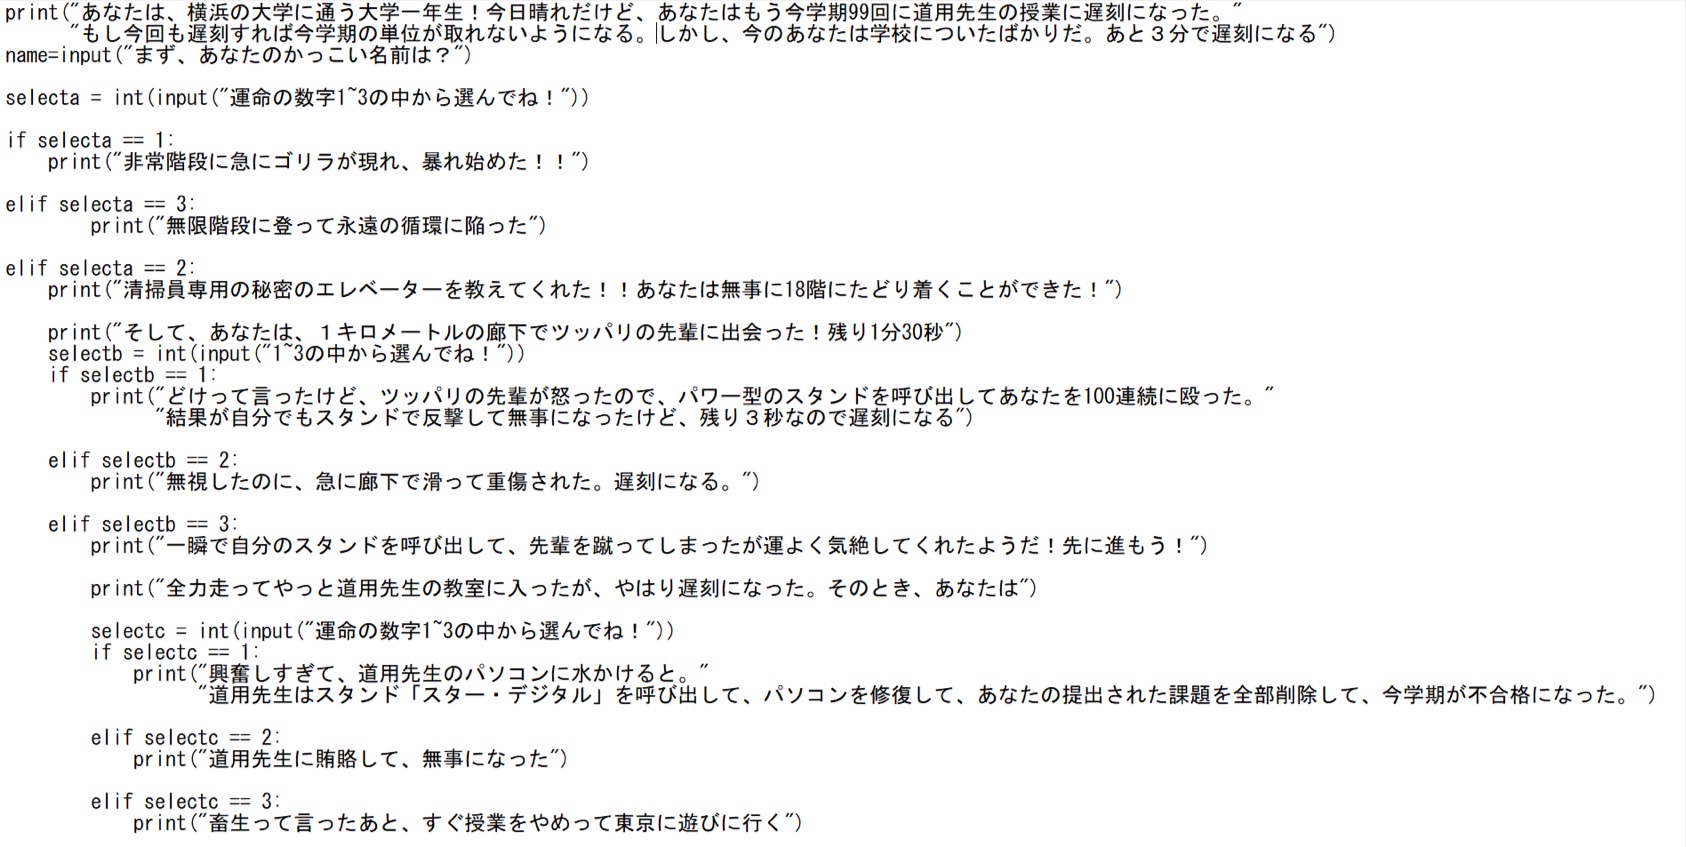 print("あなたは、横浜の大学に通う大学一年生！今日晴れだけど、あなたはもう今学期99回に道用先生の授業に遅刻になった。"
      "もし今回も遅刻すれば今学期の単位が取れないようになる。しかし、今のあなたは学校についたばかりだ。あと３分で遅刻になる")
name=input("まず、あなたのかっこい名前は？")

selecta = int(input("運命の数字1~3の中から選んでね！"))

if selecta == 1:
    print("非常階段に急にゴリラが現れ、暴れ始めた！！")

elif selecta == 3:
        print("無限階段に登って永遠の循環に陥った")

elif selecta == 2:
    print("清掃員専用の秘密のエレベーターを教えてくれた！！あなたは無事に18階にたどり着くことができた！")

    print("そして、あなたは、１キロメートルの廊下でツッパリの先輩に出会った！残り1分30秒")
    selectb = int(input("1~3の中から選んでね！"))
    if selectb == 1:
        print("どけって言ったけど、ツッパリの先輩が怒ったので、パワー型のスタンドを呼び出してあなたを100連続に殴った。"
              "結果が自分でもスタンドで反撃して無事になったけど、残り３秒なので遅刻になる")

    elif selectb == 2:
        print("無視したのに、急に廊下で滑って重傷された。遅刻になる。")

    elif selectb == 3:
        print("一瞬で自分のスタンドを呼び出して、先輩を蹴ってしまったが運よく気絶してくれたようだ！先に進もう！")

        print("全力走ってやっと道用先生の教室に入ったが、やはり遅刻になった。そのとき、あなたは")

        selectc = int(input("運命の数字1~3の中から選んでね！"))
        if selectc == 1:
            print("興奮しすぎて、道用先生のパソコンに水かけると。"
                  "道用先生はスタンド「スター・デジタル」を呼び出して、パソコンを修復して、あなたの提出された課題を全部削除して、今学期が不合格になった。")

        elif selectc == 2:
            print("道用先生に賄賂して、無事になった")

        elif selectc == 3:
            print("畜生って言ったあと、すぐ授業をやめって東京に遊びに行く")